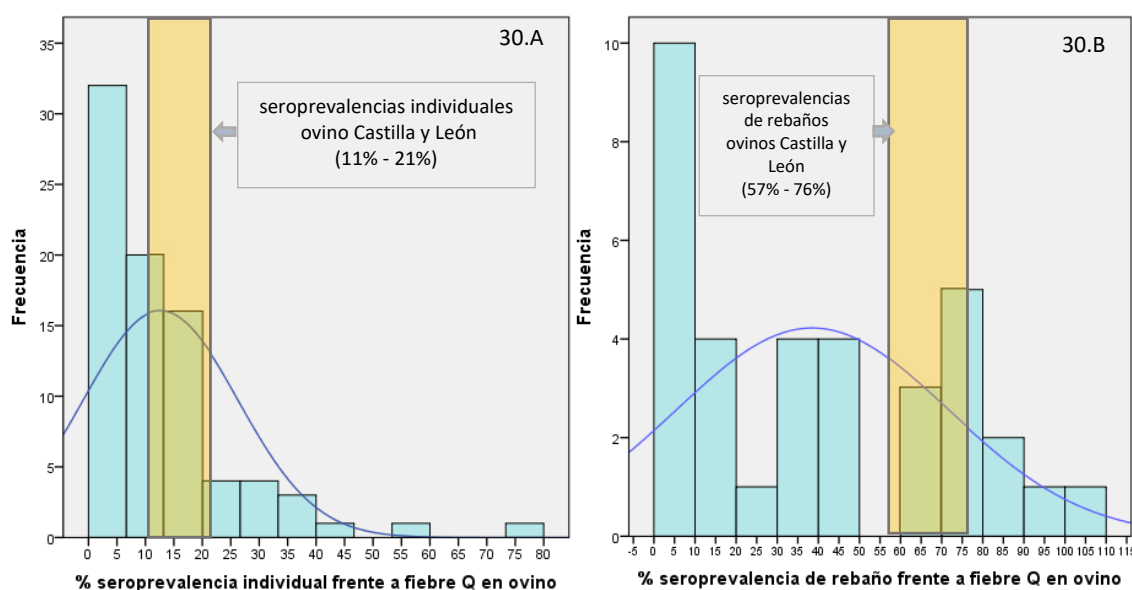 30.A
seroprevalencias individuales
ovino Castilla y León
(11% - 21%)
Frecuencia
35
30
25
20
15
10
5
0
0 5 10 15 20 25 30 35 40 45 50 55 60 65 70 75 80
% seroprevalencia individual frente a fiebre Q en ovino
30.B
seroprevalencias
de rebaños
ovinos Castilla y
León
(57% - 76%)
Frecuencia
10
8
6
4
2
0
-5 0 5 10 15 20 25 30 35 40 45 50 55 60 65 70 75 80 85 90 95 100 105 110 115
% seroprevalencia de rebaño frente a fiebre Q en ovino